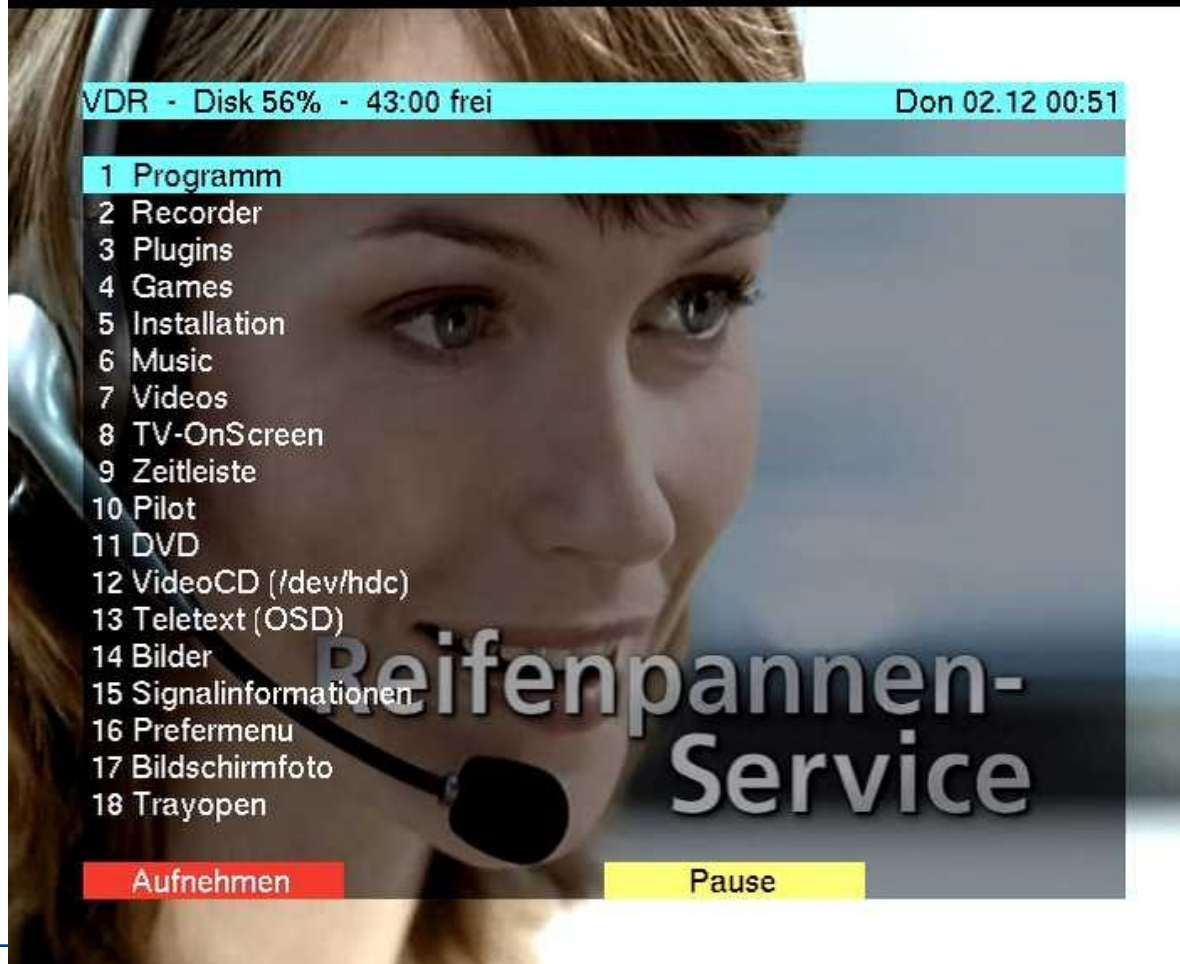 VDR - Disk 56% - 43:00 frei Don 02.12 00:51
1 Programm
2 Recorder
3 Plugins
4 Games
5 Installation
6 Music
7 Videos
8 TV-OnScreen
9 Zeitleiste
10 Pilot
11 DVD
12 VideoCD (/dev/hdc)
13 Teletext (OSD)
14 Bilder
15 Signalinformationen
16 Prefermenu
17 Bildschirmfoto
18 Trayopen
Reifenpannen-
Service
Aufnehmen Pause